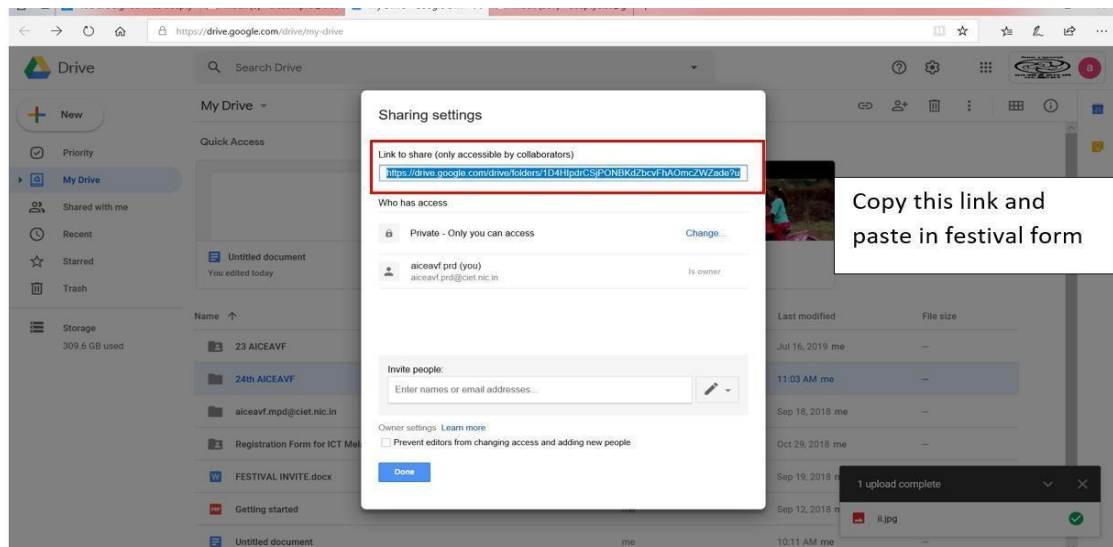 https://drive.google.com/drive/my-drive
Drive
Search Drive
a
New
My Drive
Priority
My Drive
Shared with me
Recent
Starred
Trash
Storage
309.6 GB used
Quick Access
Untitled document
You edited today
Name
Last modified
File size
23 AICEAVF
Jul 16, 2019 me
24th AICEAVF
11:03 AM me
aiceavf.mpd@ciet.nic.in
Sep 18, 2018 me
Registration Form for ICT Mel
Oct 29, 2018 me
FESTIVAL INVITE.docx
Sep 19, 2018
Getting started
Sep 12, 2018
Untitled document
me
10:11 AM me
Sharing settings
Link to share (only accessible by collaborators)
https://drive.google.com/drive/folders/1D4HIpdrCSjPONBKdZbcvFhAOmcZWZade?u
Who has access
Private - Only you can access
Change...
aiceavf prd (you)
aiceavf.prd@ciet.nic.in
Is owner
Invite people:
Enter names or email addresses...
Owner settings Learn more
Prevent editors from changing access and adding new people
Done
Copy this link and
paste in festival form
1 upload complete
ii.jpg